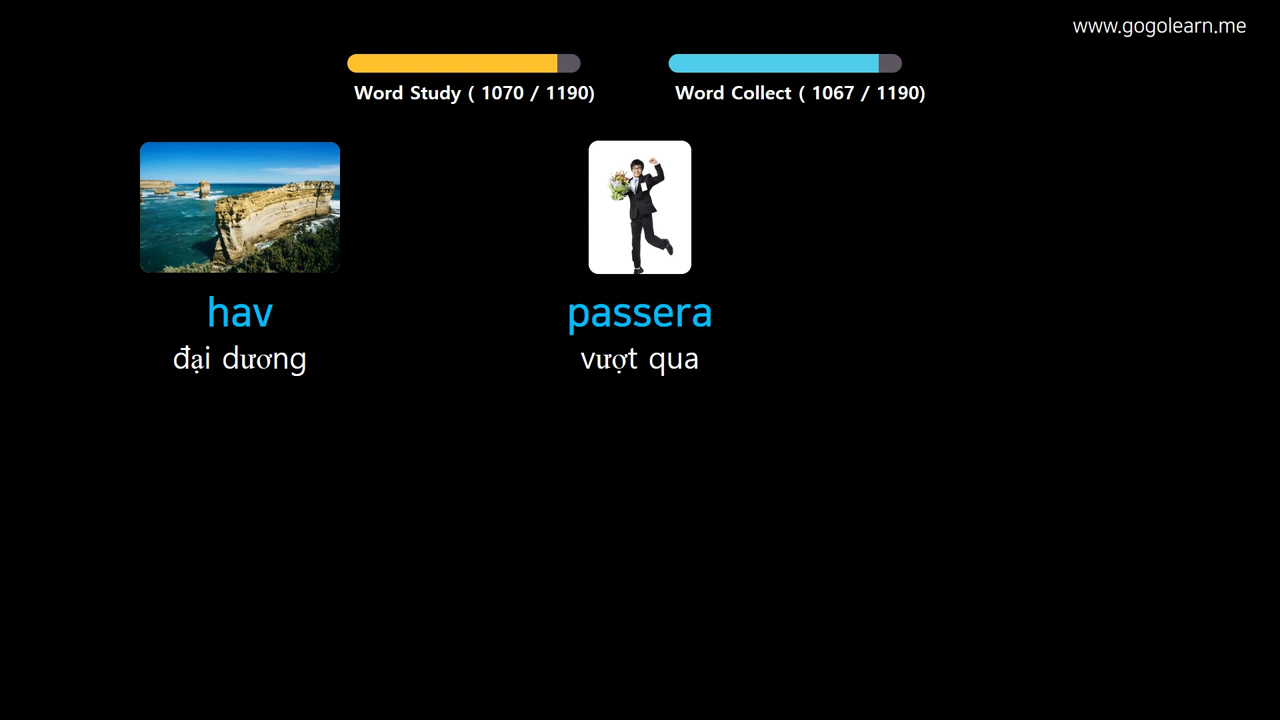 www.gogolearn.me
Word Study ( 1070 / 1190)
Word Collect ( 1067 / 1190)
hav
đại dương
passera
vượt qua